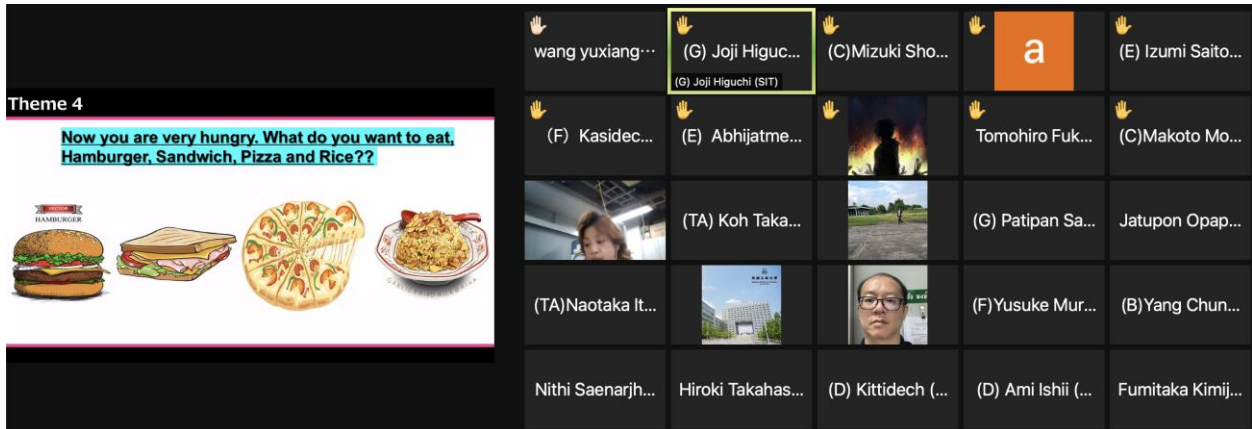 Theme 4
Now you are very hungry. What do you want to eat,
Hamburger, Sandwich, Pizza and Rice??
VECTOR
HAMBURGER
wang yuxiang…
(G) Joji Higuc...
(C)Mizuki Sho...
a
(E) Izumi Saito...
(G) Joji Higuchi (SIT)
(F) Kasidec...
(E) Abhijatme...
Tomohiro Fuk...
(C)Makoto Mo...
(TA) Koh Taka...
(G) Patipan Sa...
Jatupon Opap...
(TA)Naotaka It...
(F)Yusuke Mur...
(B)Yang Chun...
Nithi Saenarjh...
Hiroki Takahas...
(D) Kittidech (...
(D) Ami Ishii (...
Fumitaka Kimij...